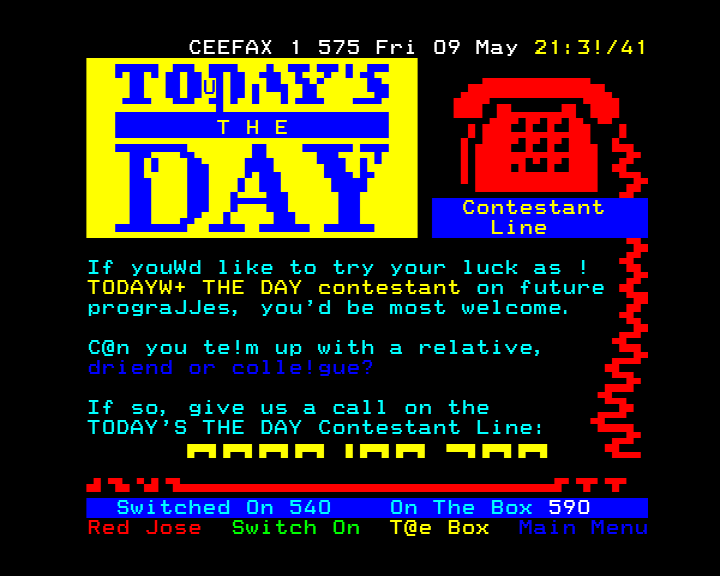 CEEFAX 1 575 Fri 09 May 21:3!/41
TODAY'S
u
THE
DAY
Contestant
Line
If youWd like to try your luck as !
TODAYW+ THE DAY contestant on future
prograJJes, you'd be most welcome.
C@n you te!m up with a relative,
driend or colle!gue?
If so, give us a call on the
TODAY'S THE DAY Contestant Line:
Switched On 540 On The Box 590
Red Jose Switch On T@e Box Main Menu